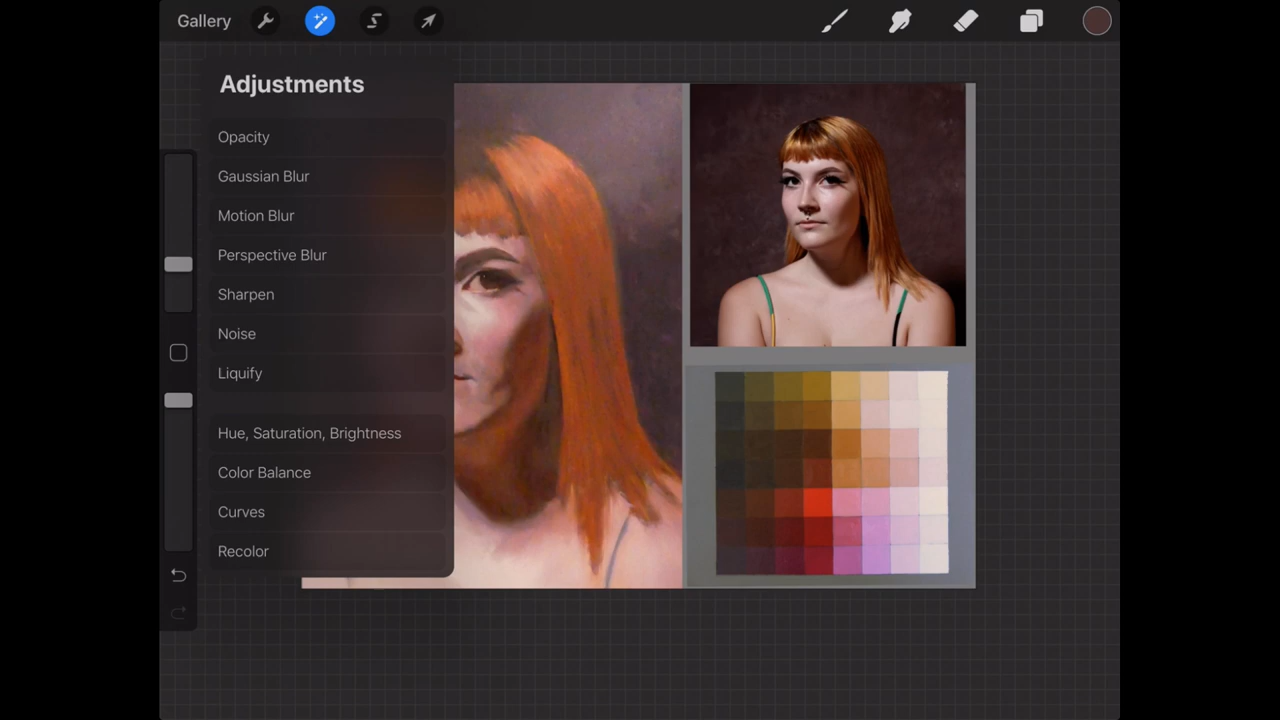 Gallery
Adjustments
Opacity
Gaussian Blur
Motion Blur
Perspective Blur
Sharpen
Noise
Liquify
Hue, Saturation, Brightness
Color Balance
Curves
Recolor